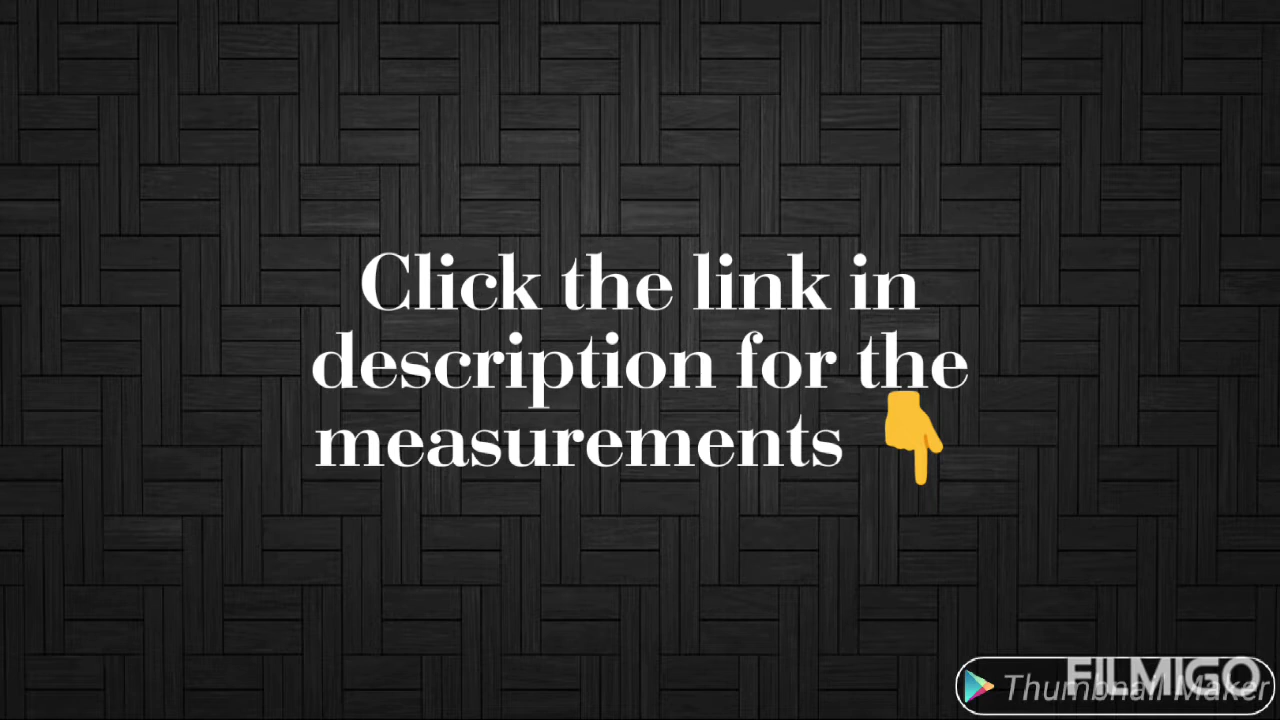 Click the link in
description for the
measurements 👇
FILMIGO
Thumbnail Maker